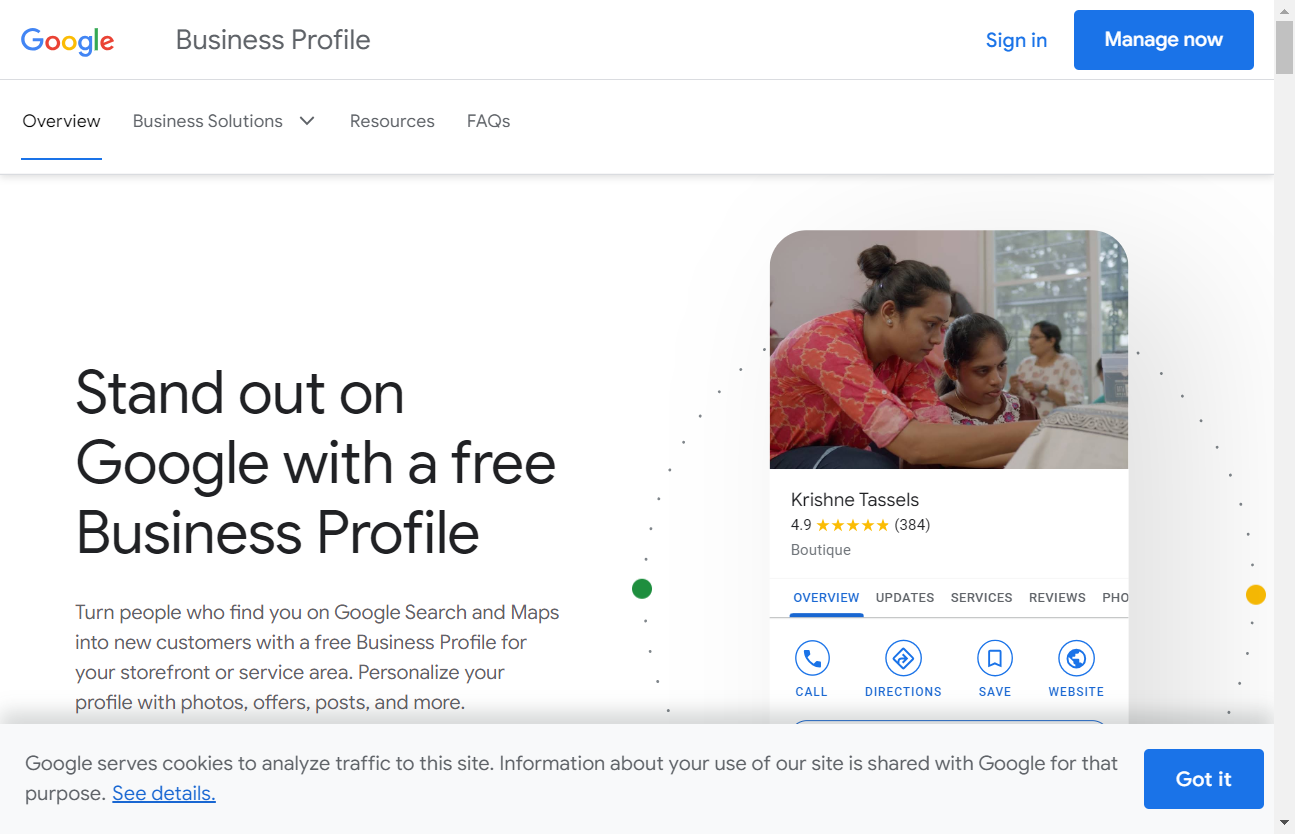 Google Business Profile Sign in Manage now
Overview Business Solutions Resources FAQs
Stand out on
Google with a free
Business Profile
Turn people who find you on Google Search and Maps
into new customers with a free Business Profile for
your storefront or service area. Personalize your
profile with photos, offers, posts, and more.
Krishne Tassels
4.9 ★★★★★ (384)
Boutique
OVERVIEW UPDATES SERVICES REVIEWS PHO
CALL DIRECTIONS SAVE WEBSITE
Google serves cookies to analyze traffic to this site. Information about your use of our site is shared with Google for that
purpose. See details.
Got it